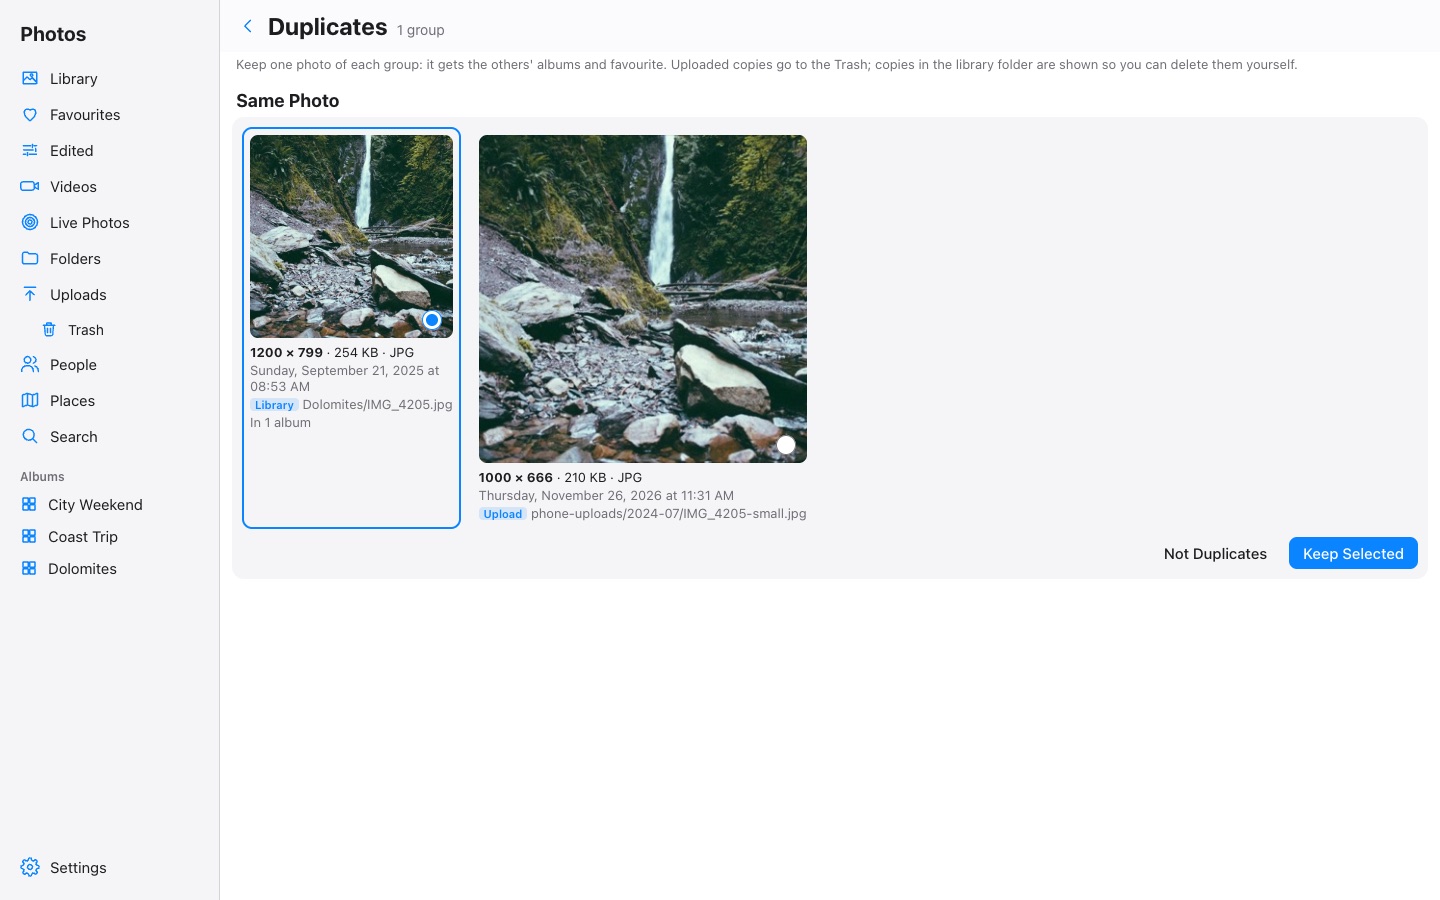 Photos
Library
Favourites
Edited
Videos
Live Photos
Folders
Uploads
Trash
People
Places
Search
Albums
City Weekend
Coast Trip
Dolomites
Settings
Duplicates 1 group
Keep one photo of each group: it gets the others' albums and favourite. Uploaded copies go to the Trash; copies in the library folder are shown so you can delete them yourself.
Same Photo
1200 × 799 · 254 KB · JPG
Sunday, September 21, 2025 at
08:53 AM
Library Dolomites/IMG_4205.jpg
In 1 album
1000 × 666 · 210 KB · JPG
Thursday, November 26, 2026 at 11:31 AM
Upload phone-uploads/2024-07/IMG_4205-small.jpg
Not Duplicates
Keep Selected